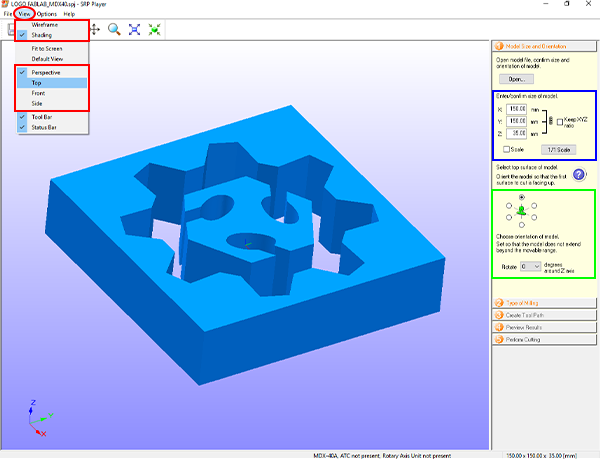 LOGO FABLAB_MDX40.spj - SRP Player
File View Options Help
Wireframe
Shading
Fit to Screen
Default View
Perspective
Top
Front
Side
Tool Bar
Status Bar
Model Size and Orientation
Open model file, confirm size and
orientation of model.
Open...
Enter/confirm size of model.
X: 150.00 mm
Y: 150.00 mm
Z: 35.00 mm
Keep XYZ
ratio
Scale
1/1 Scale
Select top surface of model.
Orient the model so that the first
surface to cut is facing up.
Choose orientation of model.
Set so that the model does not extend
beyond the movable range.
Rotate 0 degrees
around Z axis
Type of Milling
Create Tool Path
Preview Results
Perform Cutting
Z
X
MDX-40A, ATC not present, Rotary Axis Unit not present
150.00 x 150.00 x 35.00 [mm]